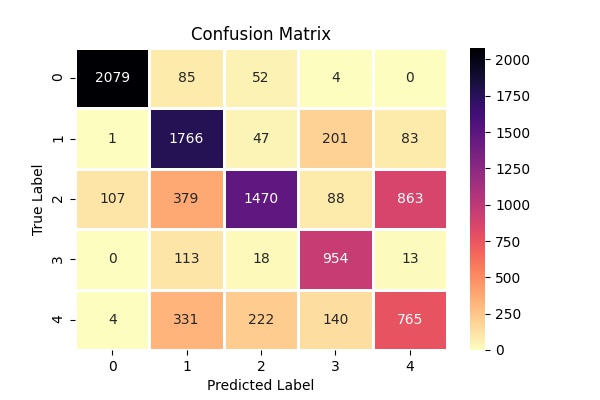 Confusion Matrix
0 2079 85 52 4 0
1 1 1766 47 201 83
2 107 379 1470 88 863
3 0 113 18 954 13
4 4 331 222 140 765
0 1 2 3 4
True Label
Predicted Label
2000
1750
1500
1250
1000
750
500
250
0